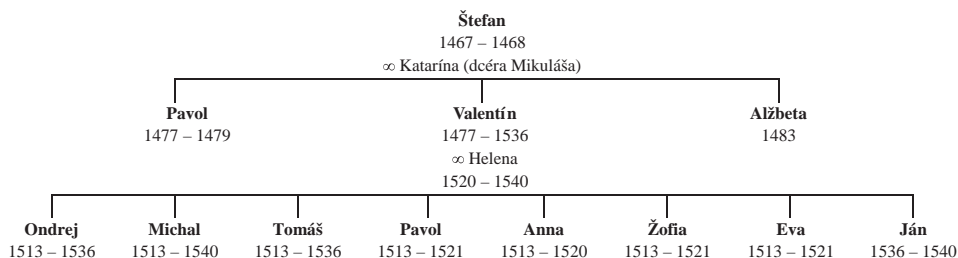 Štefan
1467 – 1468
∞ Katarína (dcéra Mikuláša)
Pavol
1477 – 1479
Valentín
1477 – 1536
∞ Helena
1520 – 1540
Alžbeta
1483
Ondrej
1513 – 1536
Michal
1513 – 1540
Tomáš
1513 – 1536
Pavol
1513 – 1521
Anna
1513 – 1520
Žofia
1513 – 1521
Eva
1513 – 1521
Ján
1536 – 1540